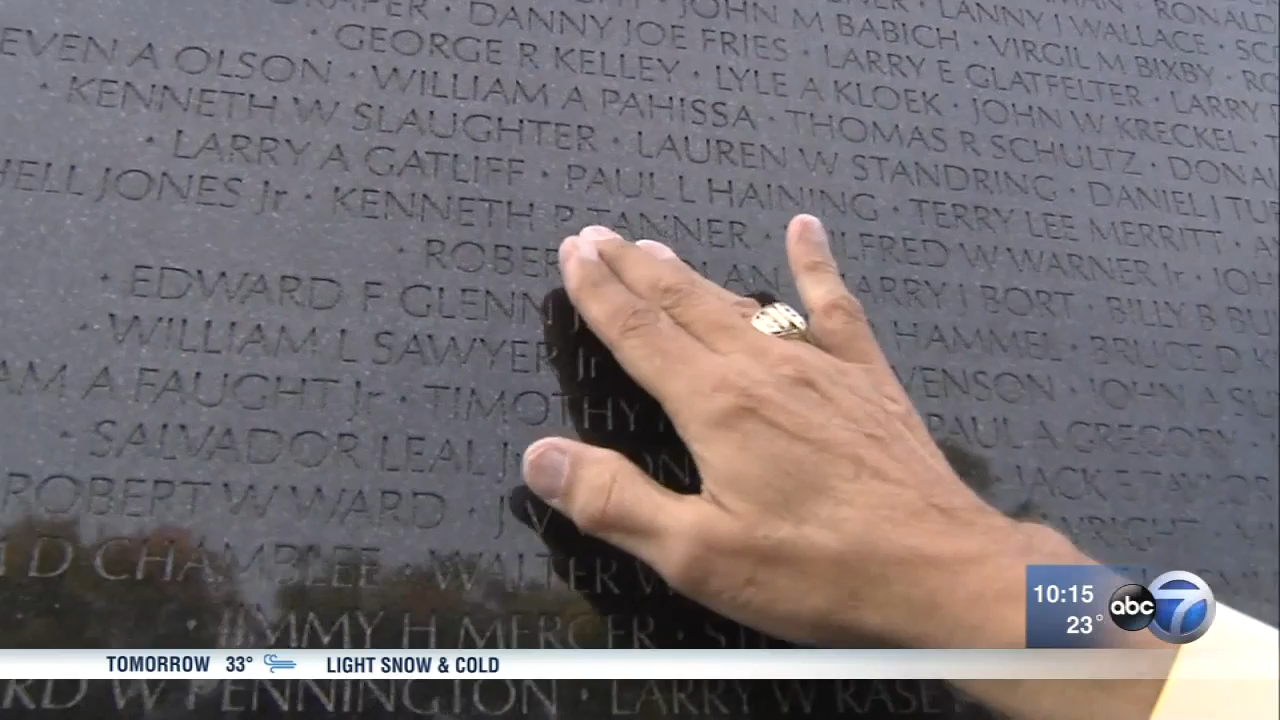 DRAPER · DANNY JOE FRIES · JOHN M BABICH · LANNY J WALLACE
· GEORGE R KELLEY · LARRY E GLATFELTER · VIRGIL M BIXBY
EVEN A OLSON · WILLIAM A PAHISSA · LYLE A KLOEK · JOHN W KRECKEL · LARRY
· KENNETH W SLAUGHTER · LAUREN W STANDRING · THOMAS R SCHULTZ
· LARRY A GATLIFF · PAUL L HAINING · TERRY LEE MERRITT · DANIEL J
JONES Jr · KENNETH P TANNER · WILFRED W WARNER Jr
· LARRY J BORT · BILLY B
· EDWARD F GLENN · HAMMEL · BRUCE D
· WILLIAM L SAWYER Jr · JOHN A
A FAUGHT Jr · TIMOTHY · PAUL A GREGORY
· SALVADOR LEAL · JACK
ROBERT W WARD · J
D CHAMBLEE · WALTER
· JIMMY H MERCER ·
W PENNINGTON · LARRY W
10:15
23°
abc 7
TOMORROW 33° LIGHT SNOW & COLD